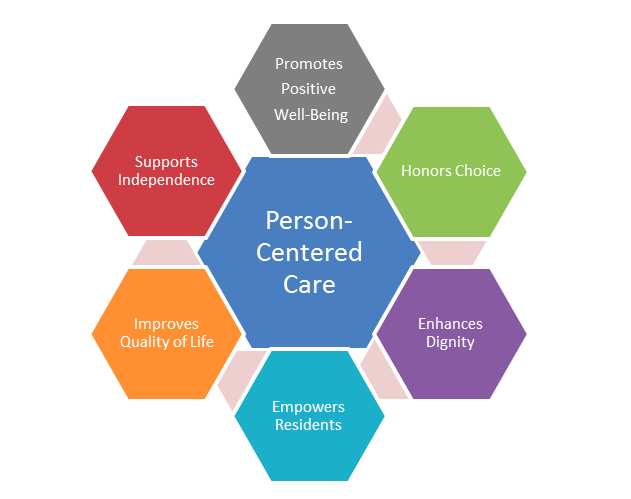 Promotes
Positive
Well-Being
Honors Choice
Enhances
Dignity
Empowers
Residents
Improves
Quality of Life
Supports
Independence
Person-
Centered
Care